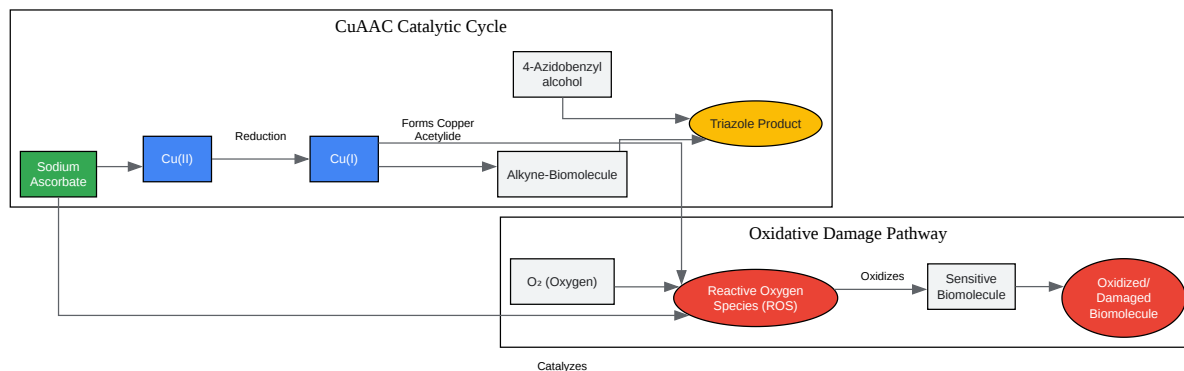 CuAAC Catalytic Cycle
4-Azidobenzyl
alcohol
Triazole Product
Reduction
Forms Copper
Acetylide
Cu(II)
Cu(I)
Sodium
Ascorbate
Alkyne-Biomolecule
Oxidative Damage Pathway
O₂ (Oxygen)
Reactive Oxygen
Species (ROS)
Oxidizes
Sensitive
Biomolecule
Oxidized/
Damaged
Biomolecule
Catalyzes